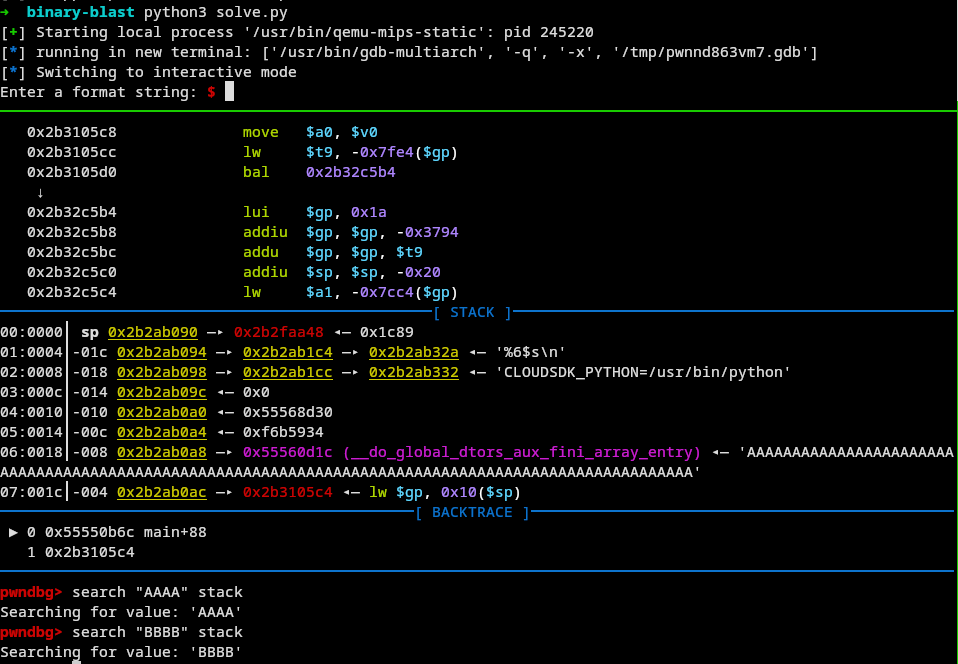 → binary-blast python3 solve.py
[+] Starting local process '/usr/bin/qemu-mips-static': pid 245220
[*] running in new terminal: ['/usr/bin/gdb-multiarch', '-q', '-x', '/tmp/pwnnd863vm7.gdb']
[*] Switching to interactive mode
Enter a format string: $
0x2b3105c8 move $a0, $v0
0x2b3105cc lw $t9, -0x7fe4($gp)
0x2b3105d0 bal 0x2b32c5b4
↓
0x2b32c5b4 lui $gp, 0x1a
0x2b32c5b8 addiu $gp, $gp, -0x3794
0x2b32c5bc addu $gp, $gp, $t9
0x2b32c5c0 addiu $sp, $sp, -0x20
0x2b32c5c4 lw $a1, -0x7cc4($gp)
[ STACK ]
00:0000│ sp 0x2b2ab090 —▸ 0x2b2faa48 ◂— 0x1c89
01:0004│-01c 0x2b2ab094 —▸ 0x2b2ab1c4 —▸ 0x2b2ab32a ◂— '%6$s\n'
02:0008│-018 0x2b2ab098 —▸ 0x2b2ab1cc —▸ 0x2b2ab332 ◂— 'CLOUDSDK_PYTHON=/usr/bin/python'
03:000c│-014 0x2b2ab09c ◂— 0x0
04:0010│-010 0x2b2ab0a0 ◂— 0x55568d30
05:0014│-00c 0x2b2ab0a4 ◂— 0xf6b5934
06:0018│-008 0x2b2ab0a8 —▸ 0x55560d1c (__do_global_dtors_aux_fini_array_entry) ◂— 'AAAAAAAAAAAAAAAAAAAAAAA
AAAAAAAAAAAAAAAAAAAAAAAAAAAAAAAAAAAAAAAAAAAAAAAAAAAAAAAAAAAAAAAAAAAAAAAAAAAAA'
07:001c│-004 0x2b2ab0ac —▸ 0x2b3105c4 ◂— lw $gp, 0x10($sp)
[ BACKTRACE ]
► 0 0x55550b6c main+88
1 0x2b3105c4
pwndbg> search "AAAA" stack
Searching for value: 'AAAA'
pwndbg> search "BBBB" stack
Searching for value: 'BBBB'